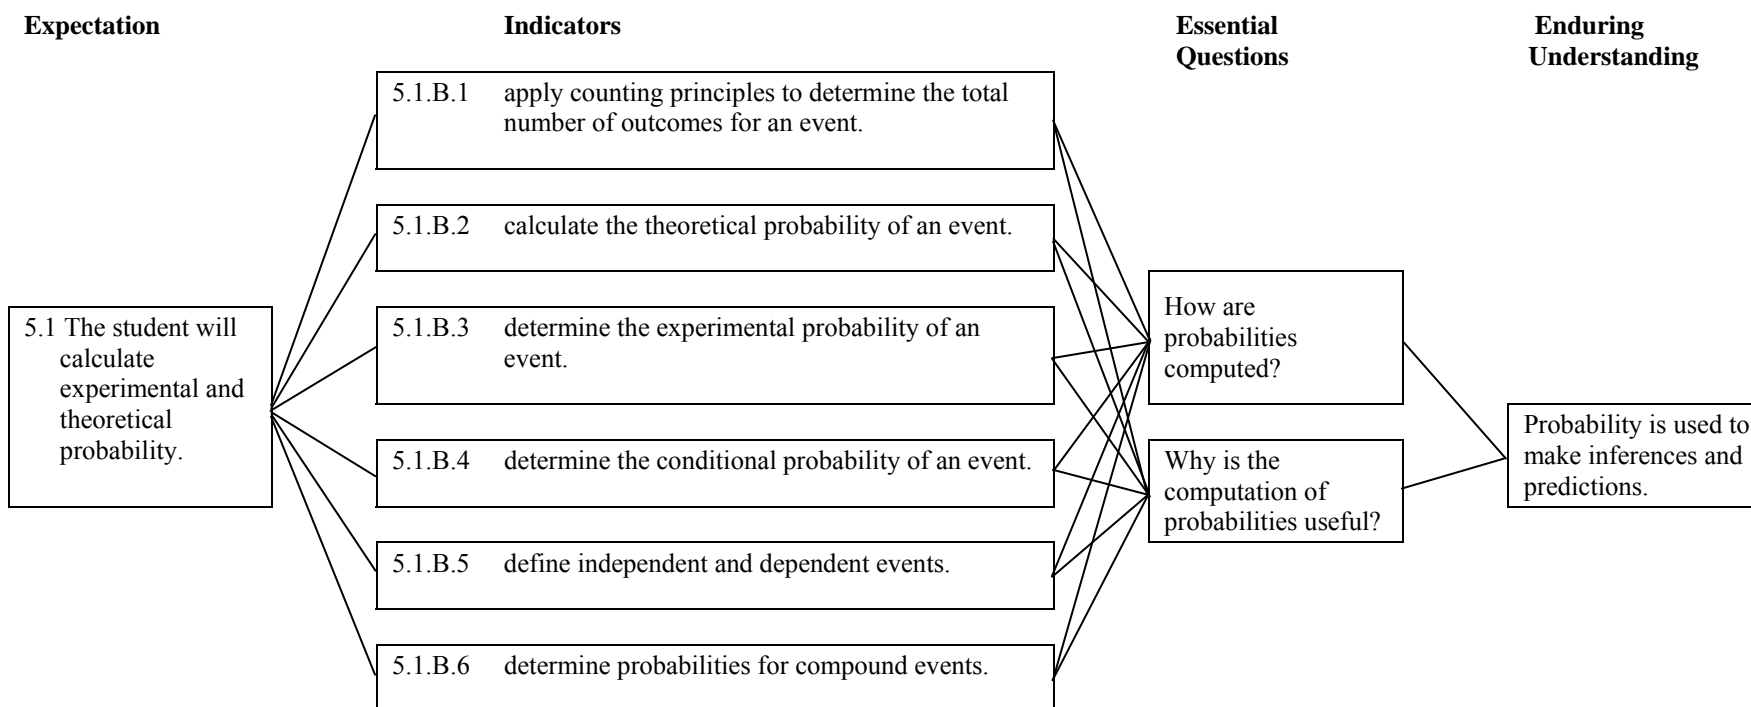 Expectation
Indicators
Essential
Questions
Enduring
Understanding
5.1 The student will
calculate
experimental and
theoretical
probability.
5.1.B.1 apply counting principles to determine the total
number of outcomes for an event.
5.1.B.2 calculate the theoretical probability of an event.
5.1.B.3 determine the experimental probability of an
event.
5.1.B.4 determine the conditional probability of an event.
5.1.B.5 define independent and dependent events.
5.1.B.6 determine probabilities for compound events.
How are
probabilities
computed?
Why is the
computation of
probabilities useful?
Probability is used to
make inferences and
predictions.